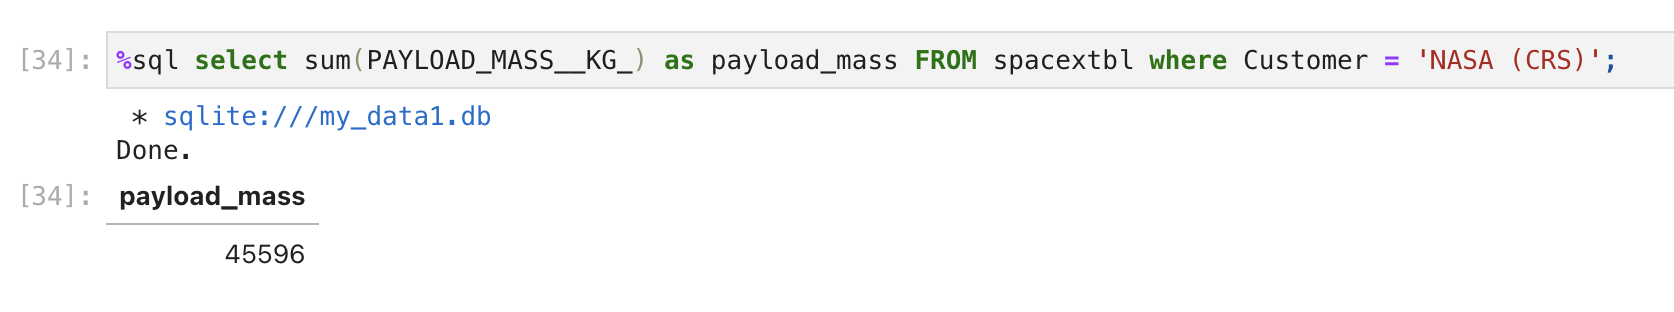 [34]: %sql select sum(PAYLOAD_MASS__KG_) as payload_mass FROM spacextbl where Customer = 'NASA (CRS)';
* sqlite:///my_data1.db
Done.
[34]: payload_mass
45596